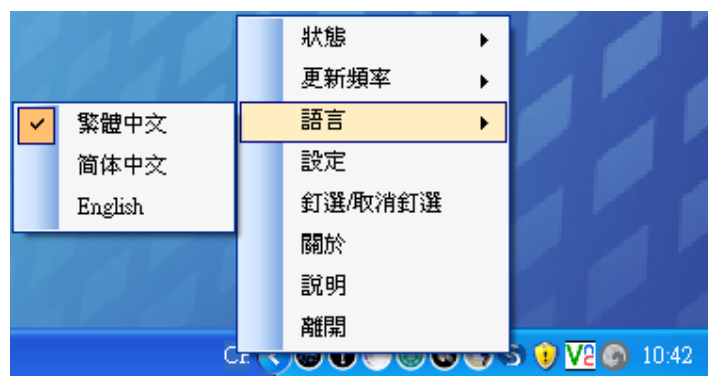 狀態
更新頻率
語言
繁體中文
简体中文
English
設定
釘選/取消釘選
關於
說明
離開
10:42